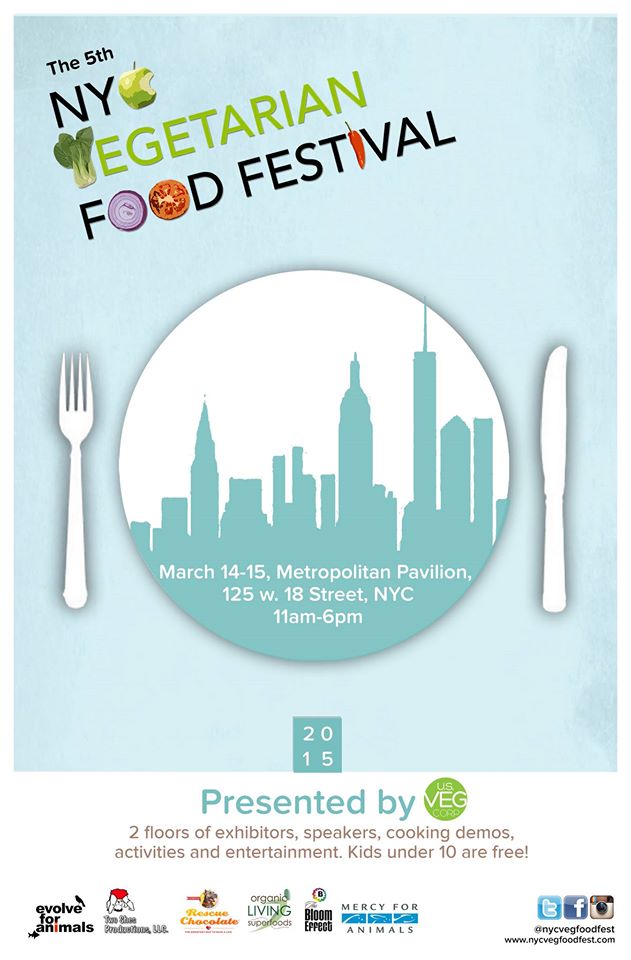 The 5th
NYC
VEGETARIAN
FOOD FESTIVAL
March 14-15, Metropolitan Pavilion,
125 w. 18 Street, NYC
11am-6pm
20
15
Presented by U.S. VEG CORP
2 floors of exhibitors, speakers, cooking demos,
activities and entertainment. Kids under 10 are free!
evolve for animals
Two Ghes Productions, LLC.
Rescue Chocolate
organic LIVING superfoods
B The Bloom Effect
MERCY FOR ANIMALS
@nycvegfoodfest
www.nycvegfoodfest.com